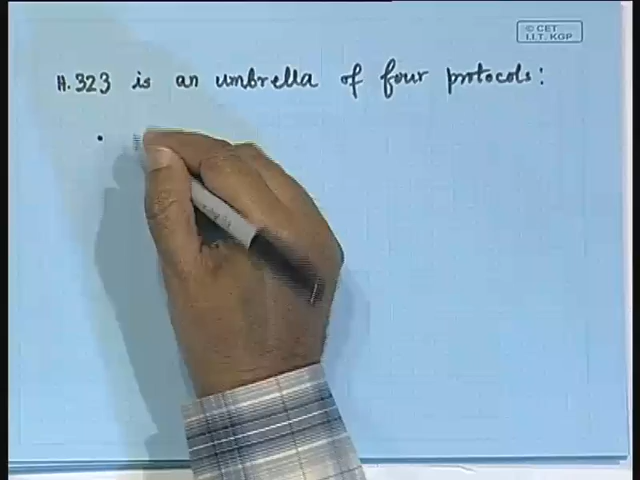 © CET
I.I.T. KGP
H.323 is an umbrella of four protocols:
•